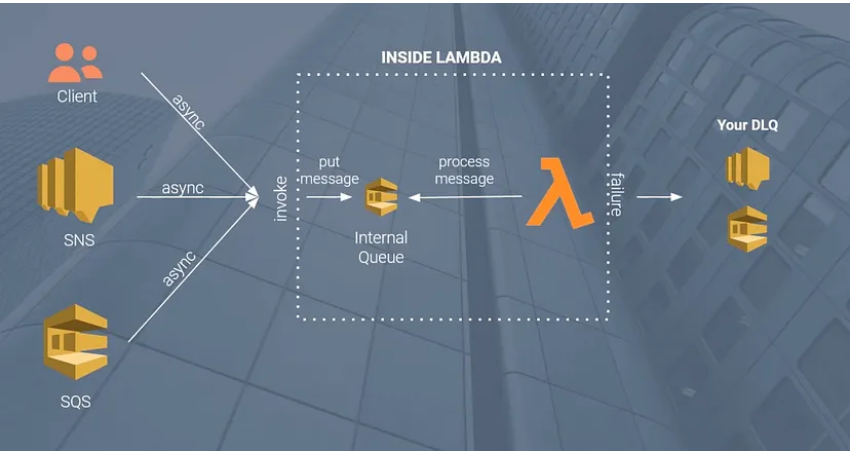 INSIDE LAMBDA
Client
async
SNS
async
SQS
async
invoke
put
message
Internal
Queue
process
message
failure
Your DLQ